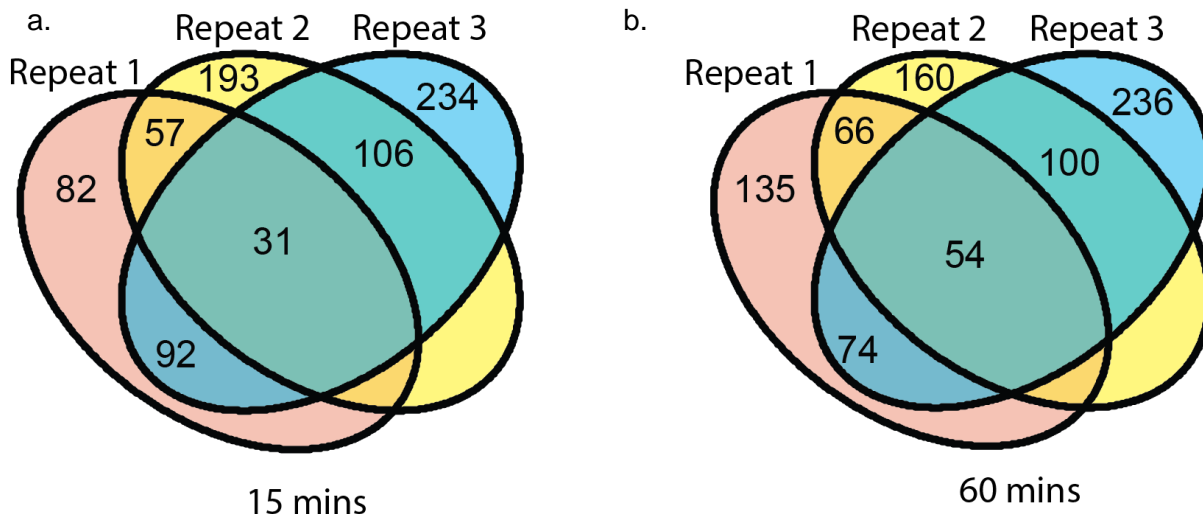 a.
Repeat 1
Repeat 2
Repeat 3
193
234
57
106
82
31
92
15 mins
b.
Repeat 1
Repeat 2
Repeat 3
160
236
66
100
135
54
74
60 mins